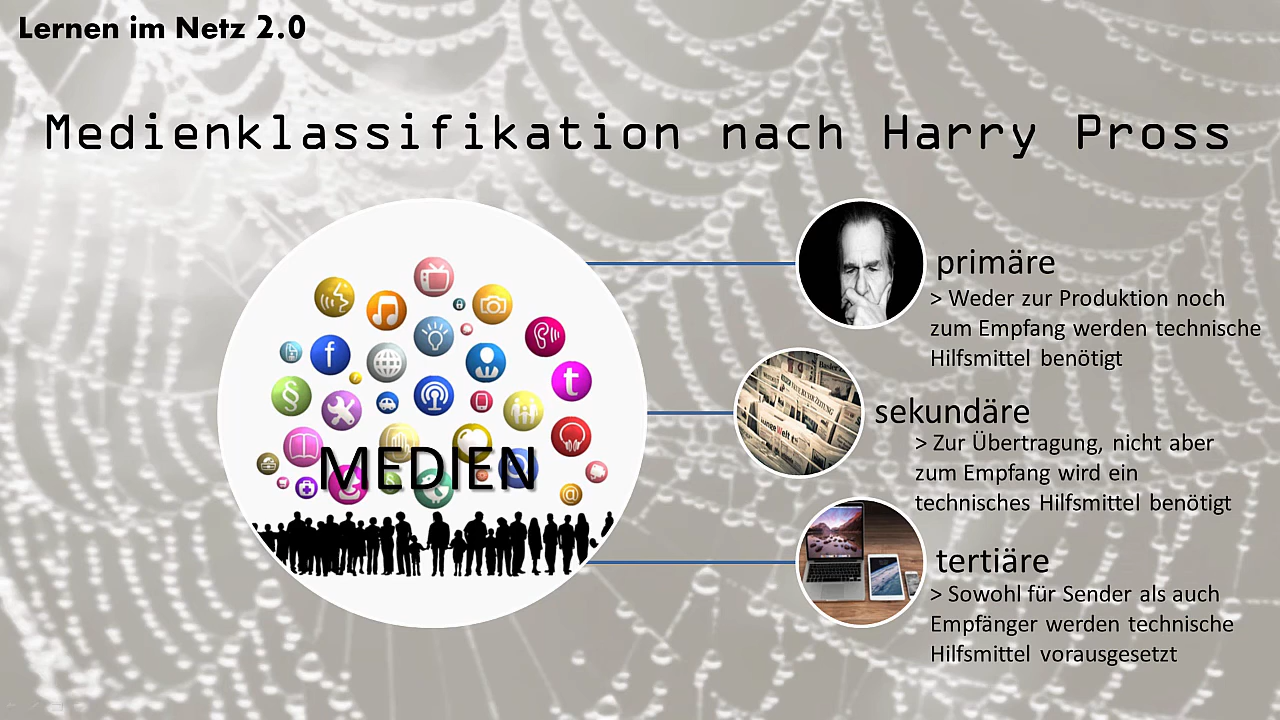 Lernen im Netz 2.0
Medienklassifikation nach Harry Pross
MEDIEN
primäre
> Weder zur Produktion noch
zum Empfang werden technische
Hilfsmittel benötigt
sekundäre
> Zur Übertragung, nicht aber
zum Empfang wird ein
technisches Hilfsmittel benötigt
tertiäre
> Sowohl für Sender als auch
Empfänger werden technische
Hilfsmittel vorausgesetzt